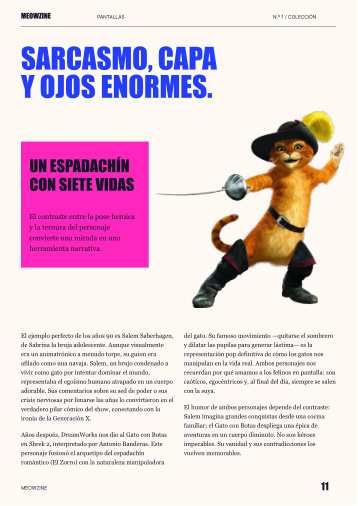 MEOWZINE
PANTALLAS
N.º 1 / COLECCIÓN
SARCASMO, CAPA
Y OJOS ENORMES.
UN ESPADACHÍN
CON SIETE VIDAS
El contraste entre la pose heroica
y la ternura del personaje
convierte una mirada en una
herramienta narrativa.
El ejemplo perfecto de los años 90 es Salem Saberhagen,
de Sabrina la bruja adolescente. Aunque visualmente
era un animatrónico a menudo torpe, su guion era
afilado como una navaja. Salem, un brujo condenado a
vivir como gato por intentar dominar el mundo,
representaba el egoísmo humano atrapado en un cuerpo
adorable. Sus comentarios sobre su sed de poder o sus
crisis nerviosas por limarse las uñas lo convirtieron en el
verdadero pilar cómico del show, conectando con la
ironía de la Generación X.
Años después, DreamWorks nos dio al Gato con Botas
en Shrek 2, interpretado por Antonio Banderas. Este
personaje fusionó el arquetipo del espadachín
romántico (El Zorro) con la naturaleza manipuladora
del gato. Su famoso movimiento —quitarse el sombrero
y dilatar las pupilas para generar lástima— es la
representación pop definitiva de cómo los gatos nos
manipulan en la vida real. Ambos personajes nos
recuerdan por qué amamos a los felinos en pantalla: son
caóticos, egocéntricos y, al final del día, siempre se salen
con la suya.
El humor de ambos personajes depende del contraste:
Salem imagina grandes conquistas desde una cocina
familiar; el Gato con Botas despliega una épica de
aventuras en un cuerpo diminuto. No son héroes
impecables. Su vanidad y sus contradicciones los
vuelven memorables.
MEOWZINE
11